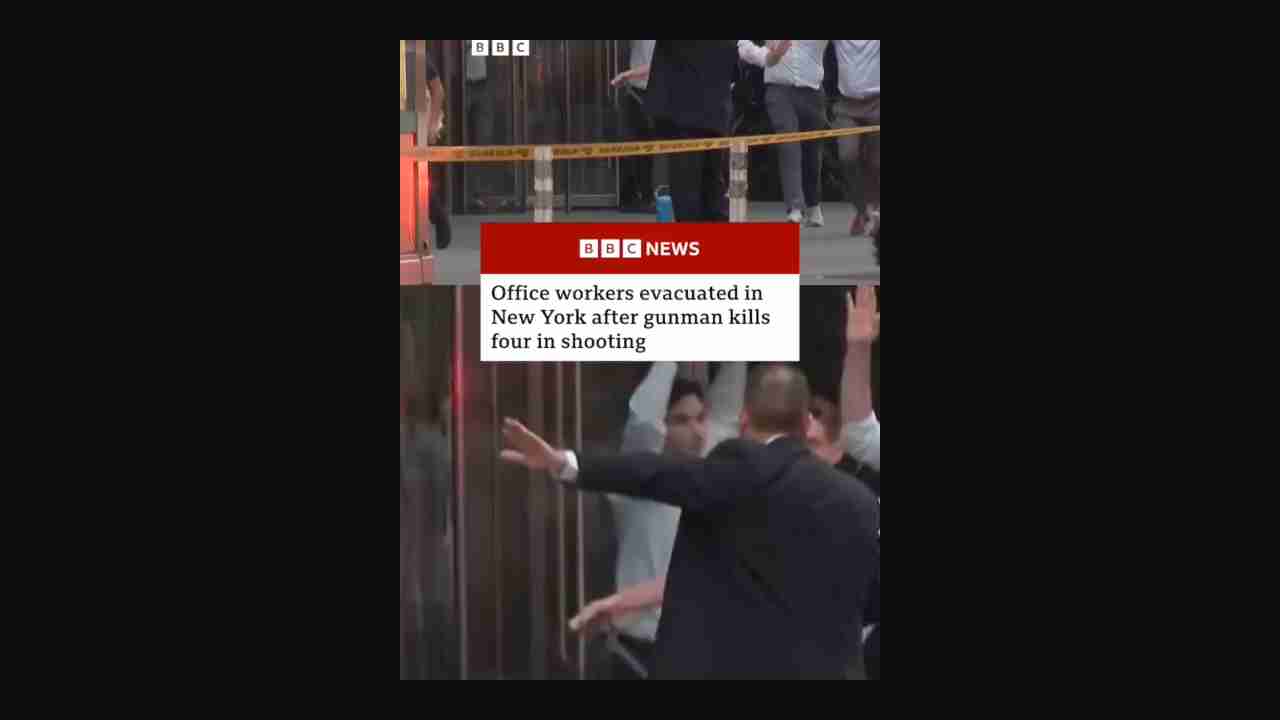 BBC
BBC NEWS
Office workers evacuated in
New York after gunman kills
four in shooting